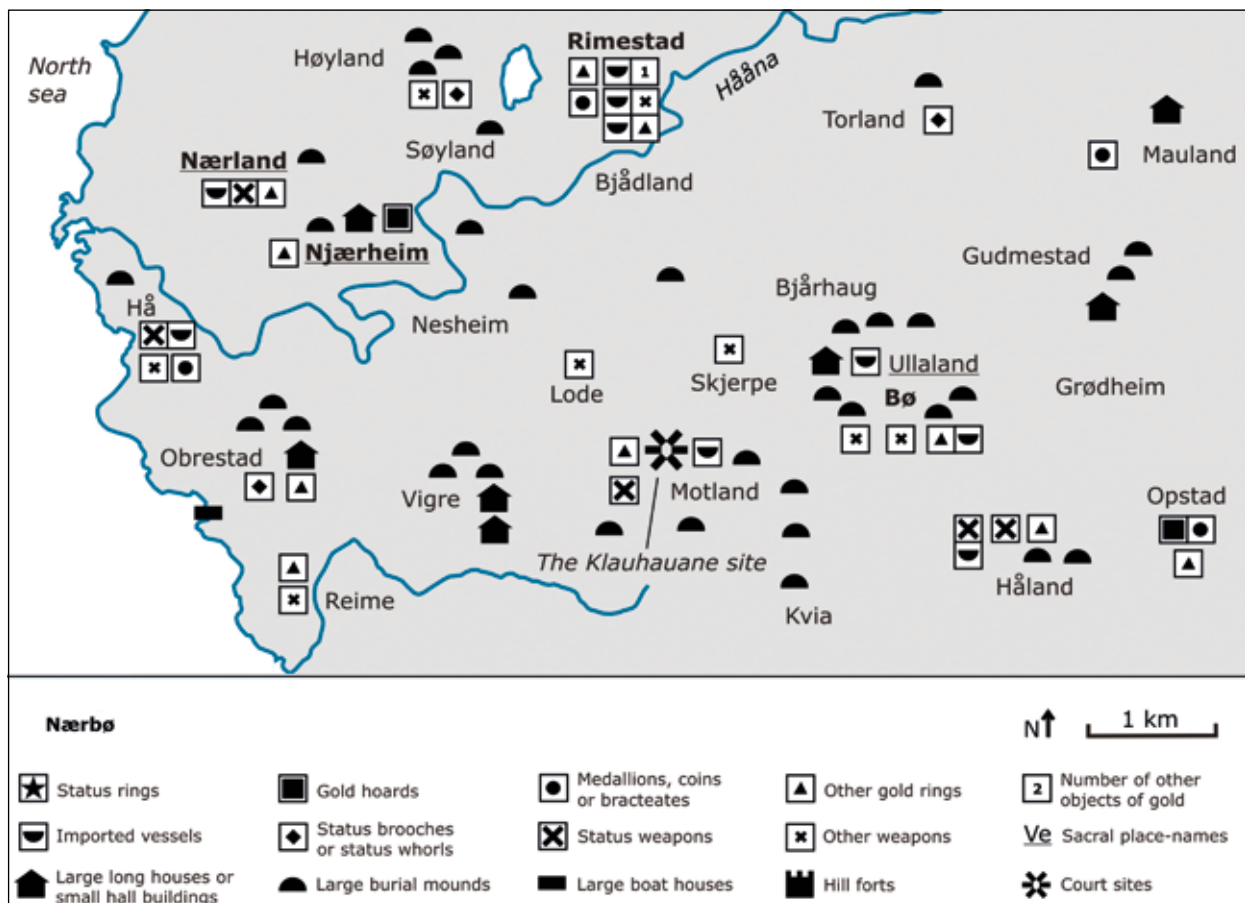 North
sea
Høyland
Rimestad
1
Hååna
Torland
Mauland
Søyland
Bjådland
Nærland
Njærheim
Gudmestad
Hå
Nesheim
Bjårhaug
Lode
Skjerpe
Ullaland
Grødheim
Bø
Obrestad
Vigre
Motland
Opstad
The Klauhauane site
Reime
Håland
Kvia
Nærbø
N
1 km
Status rings
Gold hoards
Medallions, coins
or bracteates
Other gold rings
2
Number of other
objects of gold
Imported vessels
Status brooches
or status whorls
Status weapons
Other weapons
Ve
Sacral place-names
Large long houses or
small hall buildings
Large burial mounds
Large boat houses
Hill forts
Court sites